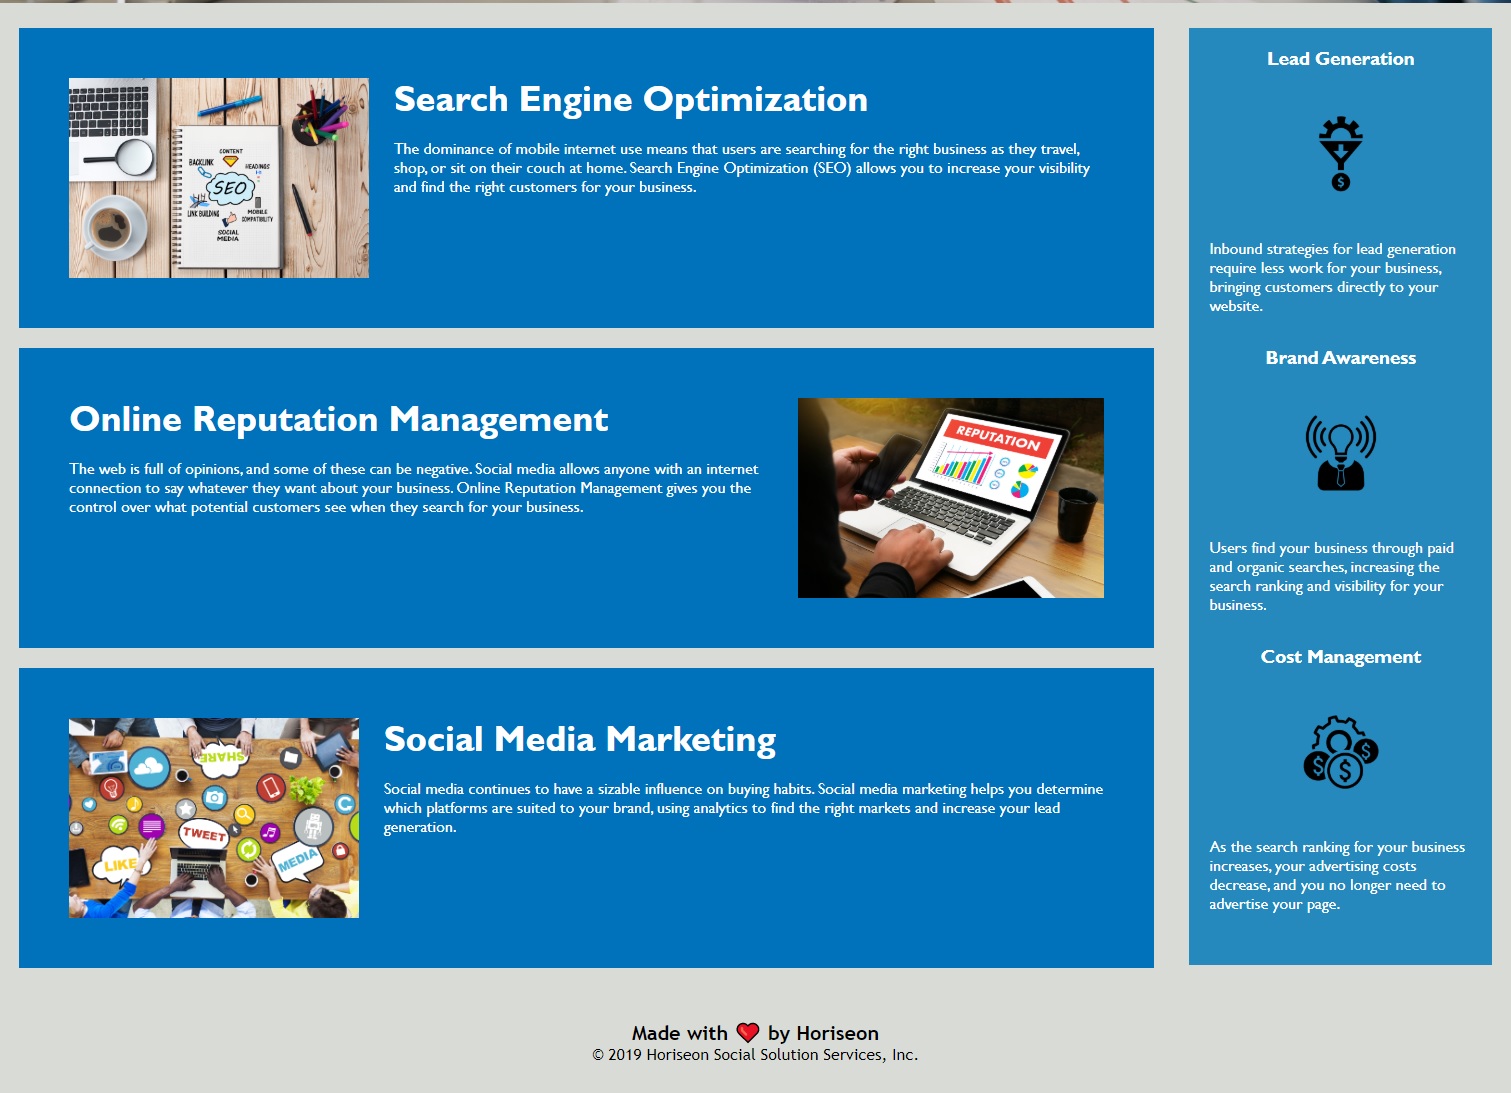 Search Engine Optimization
The dominance of mobile internet use means that users are searching for the right business as they travel,
shop, or sit on their couch at home. Search Engine Optimization (SEO) allows you to increase your visibility
and find the right customers for your business.
CONTENT
BACKLINK
HEADINGS
SEO
LINK BUILDING
MOBILE
COMPATIBILITY
SOCIAL
MEDIA
Online Reputation Management
The web is full of opinions, and some of these can be negative. Social media allows anyone with an internet
connection to say whatever they want about your business. Online Reputation Management gives you the
control over what potential customers see when they search for your business.
REPUTATION
Social Media Marketing
Social media continues to have a sizable influence on buying habits. Social media marketing helps you determine
which platforms are suited to your brand, using analytics to find the right markets and increase your lead
generation.
SHARE
TWEET
LIKE
MEDIA
Lead Generation
$
Inbound strategies for lead generation
require less work for your business,
bringing customers directly to your
website.
Brand Awareness
Users find your business through paid
and organic searches, increasing the
search ranking and visibility for your
business.
Cost Management
$ $ $
As the search ranking for your business
increases, your advertising costs
decrease, and you no longer need to
advertise your page.
Made with ❤️ by Horiseon
© 2019 Horiseon Social Solution Services, Inc.